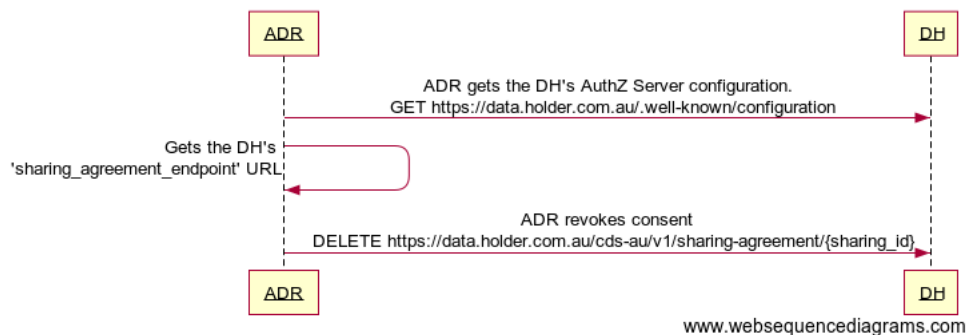 ADR
DH
ADR gets the DH's AuthZ Server configuration.
GET https://data.holder.com.au/.well-known/configuration
Gets the DH's
'sharing_agreement_endpoint' URL
ADR revokes consent
DELETE https://data.holder.com.au/cds-au/v1/sharing-agreement/{sharing_id}
ADR
DH
www.websequencediagrams.com